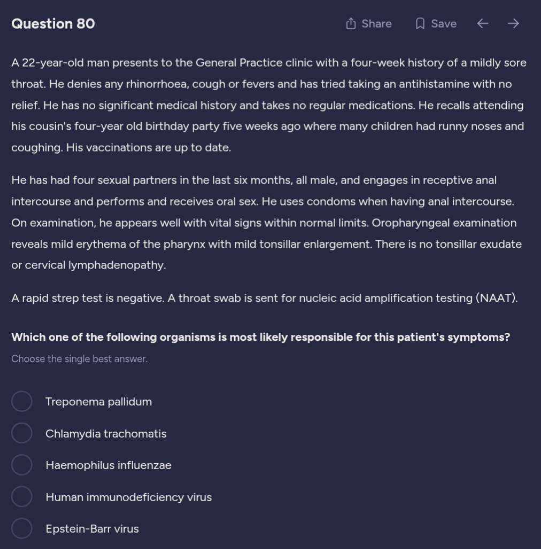 Question 80
Share
Save
A 22-year-old man presents to the General Practice clinic with a four-week history of a mildly sore
throat. He denies any rhinorrhoea, cough or fevers and has tried taking an antihistamine with no
relief. He has no significant medical history and takes no regular medications. He recalls attending
his cousin's four-year old birthday party five weeks ago where many children had runny noses and
coughing. His vaccinations are up to date.
He has had four sexual partners in the last six months, all male, and engages in receptive anal
intercourse and performs and receives oral sex. He uses condoms when having anal intercourse.
On examination, he appears well with vital signs within normal limits. Oropharyngeal examination
reveals mild erythema of the pharynx with mild tonsillar enlargement. There is no tonsillar exudate
or cervical lymphadenopathy.
A rapid strep test is negative. A throat swab is sent for nucleic acid amplification testing (NAAT).
Which one of the following organisms is most likely responsible for this patient's symptoms?
Choose the single best answer.
Treponema pallidum
Chlamydia trachomatis
Haemophilus influenzae
Human immunodeficiency virus
Epstein-Barr virus